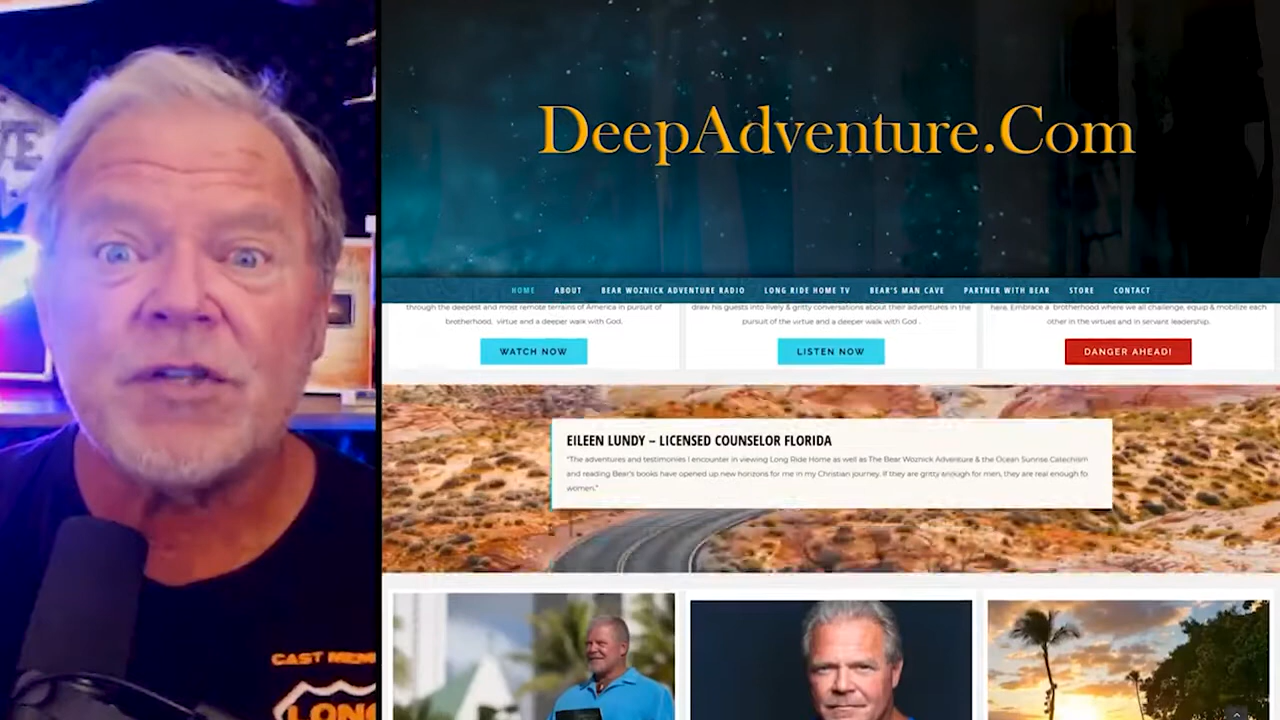 DeepAdventure.Com
HOME ABOUT BEAR WOZNICK ADVENTURE RADIO LONG RIDE HOME TV BEAR'S MAN CAVE PARTNER WITH BEAR STORE CONTACT
through the deepest and most remote terrains of America in pursuit of
brotherhood, virtue and a deeper walk with God.
WATCH NOW
draw his guests into lively & gritty conversations about their adventures in the
pursuit of the virtue and a deeper walk with God .
LISTEN NOW
here. Embrace a brotherhood where we all challenge, equip & mobilize each
other in the virtues and in servant leadership.
DANGER AHEAD!
EILEEN LUNDY – LICENSED COUNSELOR FLORIDA
"The adventures and testimonies I encounter in viewing Long Ride Home as well as The Bear Woznick Adventure & the Ocean Sunrise Catechism
and reading Bear's books have opened up new horizons for me in my Christian journey. If they are gritty enough for men, they are real enough fo
women."
CAST MEM
LONG